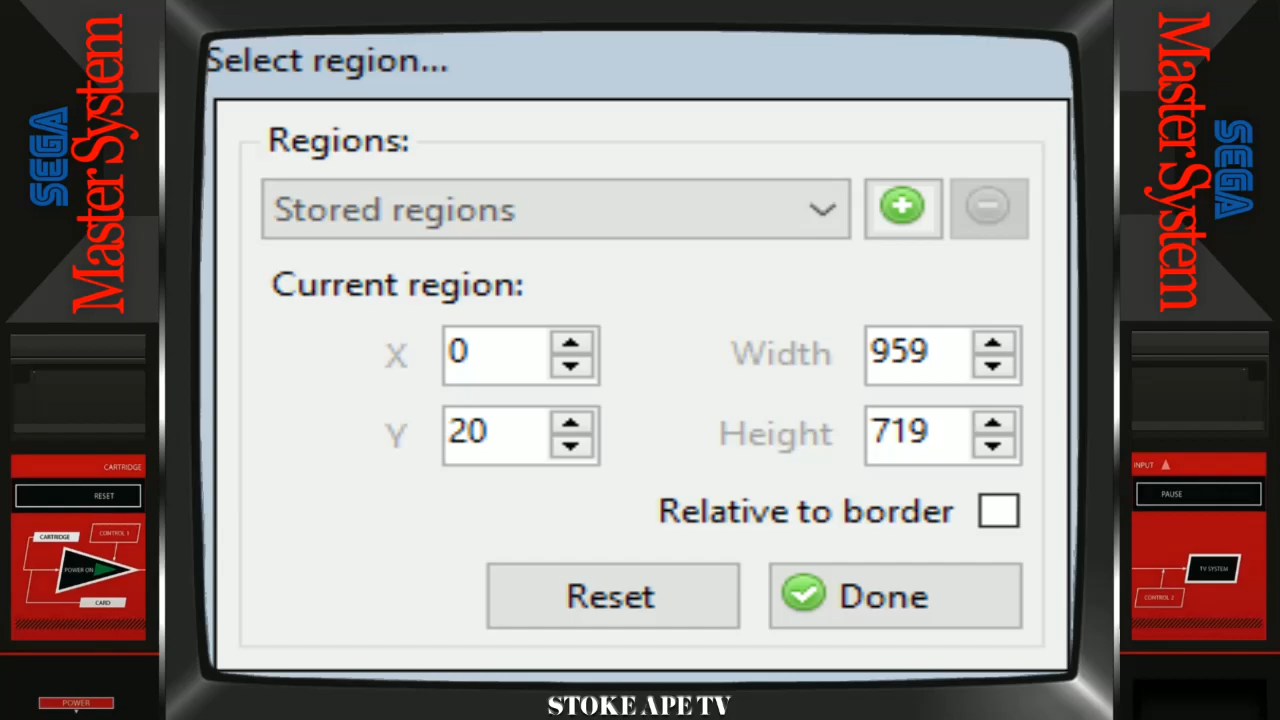 Select region...
Regions:
Stored regions
Current region:
X 0 Width 959
Y 20 Height 719
Relative to border
Reset Done
SEGA
Master System
SEGA
Master System
CARTRIDGE
RESET
CARTRIDGE
CONTROL 1
POWER ON
CARD
POWER
INPUT
PAUSE
TV SYSTEM
CONTROL 2
STOKE APE TV